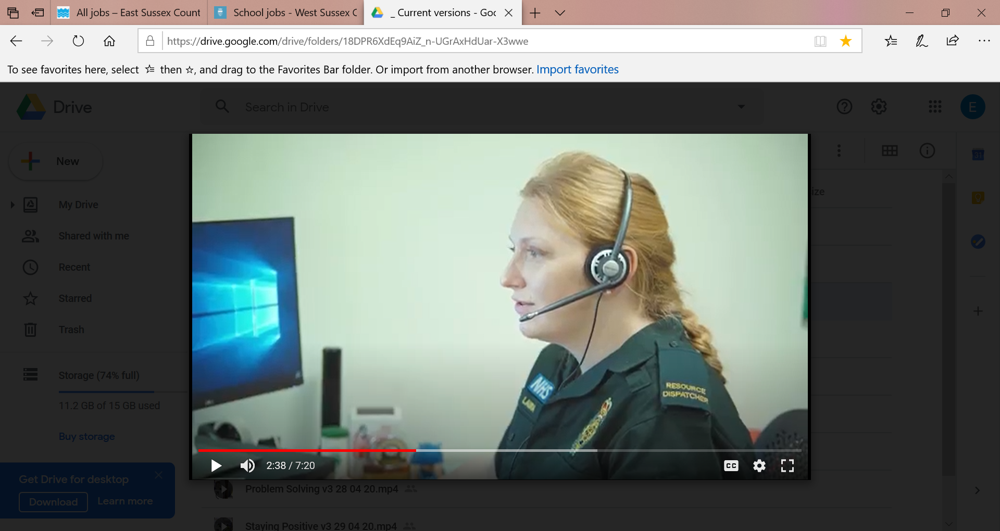 All jobs – East Sussex Count
School jobs - West Sussex C
_ Current versions - Goo
https://drive.google.com/drive/folders/18DPR6XdEq9AiZ_n-UGrAxHdUar-X3wwe
To see favorites here, select then , and drag to the Favorites Bar folder. Or import from another browser. Import favorites
Drive
Search in Drive
E
New
ize
31
My Drive
Shared with me
Recent
Starred
Trash
Storage (74% full)
11.2 GB of 15 GB used
Buy storage
NHS
LAURA
RESOURCE
DISPATCHER
2:38 / 7:20
CC
Get Drive for desktop
Download
Learn more
Problem Solving v3 28 04 20.mp4
Staying Positive v3 29 04 20.mp4